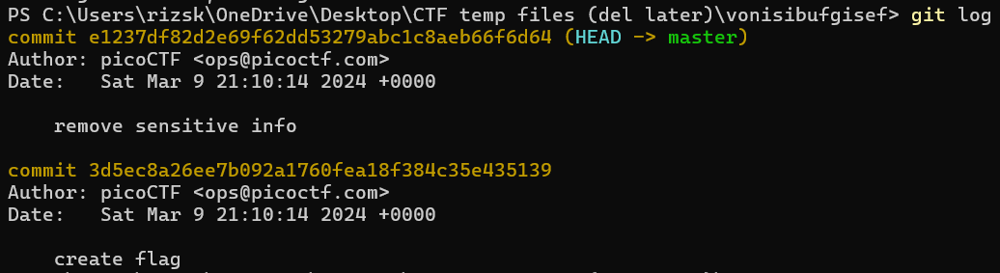 PS C:\Users\rizsk\OneDrive\Desktop\CTF temp files (del later)\vonisibufgisef> git log
commit e1237df82d2e69f62dd53279abc1c8aeb66f6d64 (HEAD -> master)
Author: picoCTF <ops@picoctf.com>
Date:   Sat Mar 9 21:10:14 2024 +0000
    remove sensitive info
commit 3d5ec8a26ee7b092a1760fea18f384c35e435139
Author: picoCTF <ops@picoctf.com>
Date:   Sat Mar 9 21:10:14 2024 +0000
    create flag